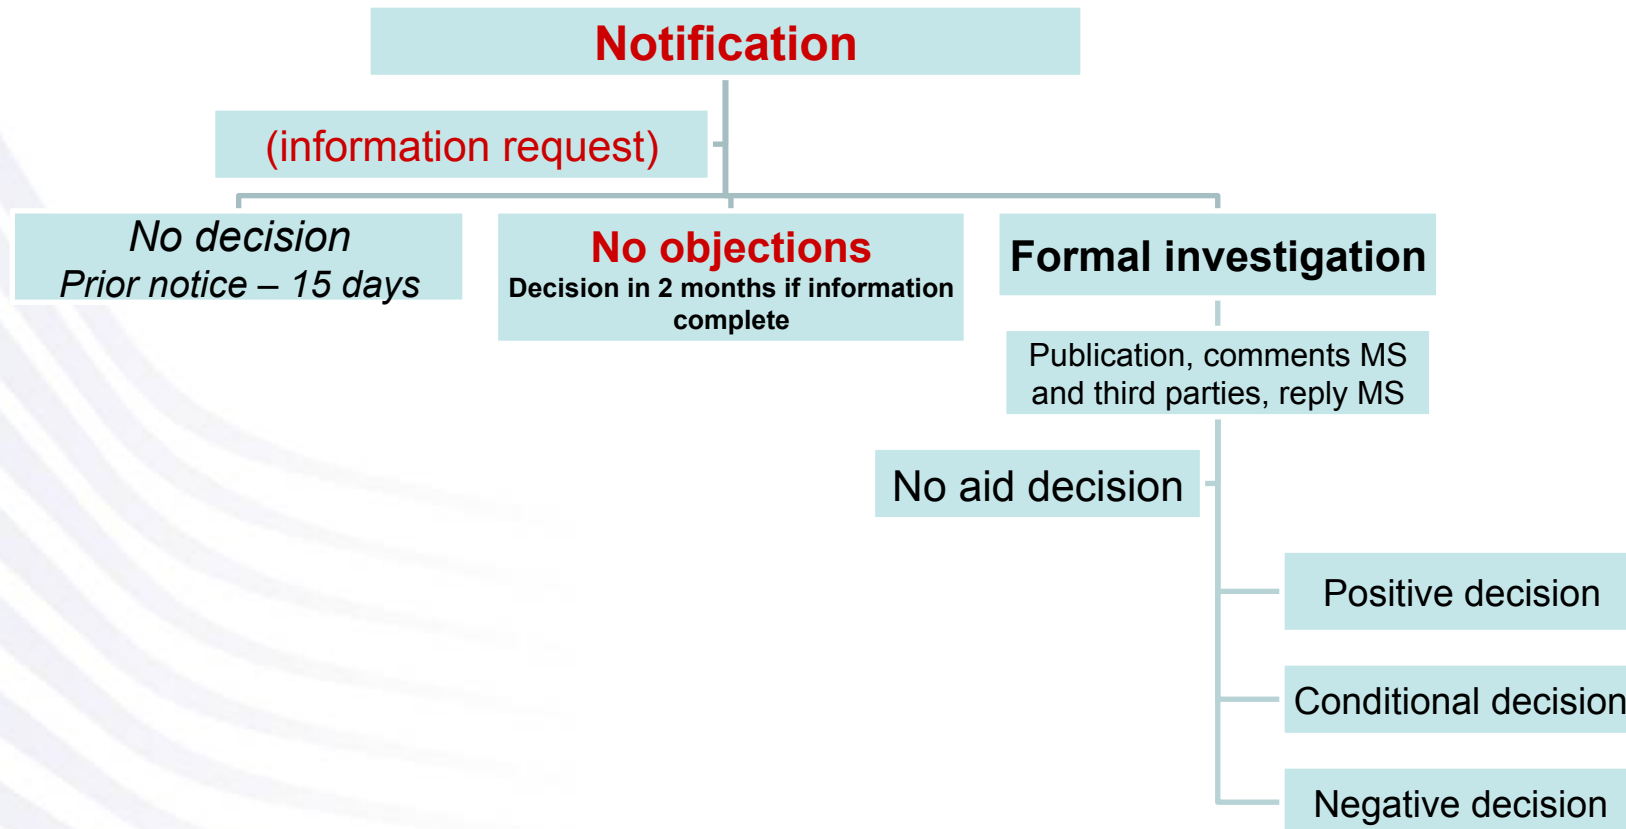 Notification
(information request)
No decision
Prior notice – 15 days
No objections
Decision in 2 months if information
complete
Formal investigation
Publication, comments MS
and third parties, reply MS
No aid decision
Positive decision
Conditional decision
Negative decision